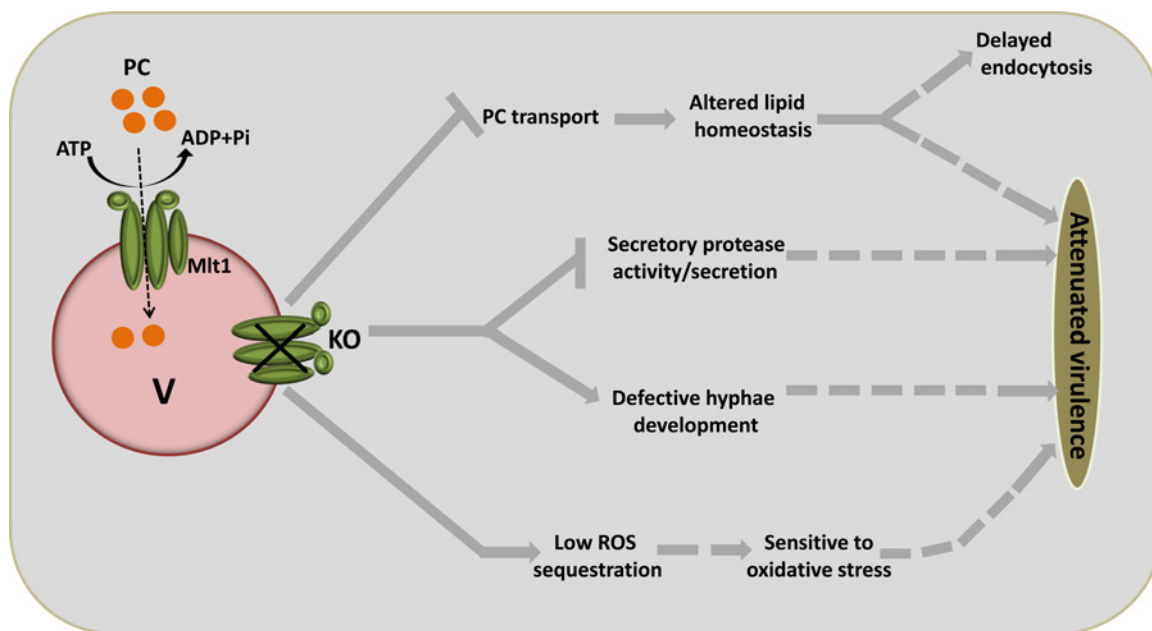 PC
ATP
ADP+Pi
Mlt1
V
KO
PC transport
Altered lipid
homeostasis
Delayed
endocytosis
Secretory protease
activity/secretion
Defective hyphae
development
Low ROS
sequestration
Sensitive to
oxidative stress
Attenuated virulence